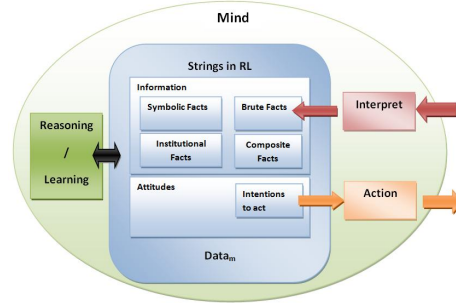 Mind
Strings in RL
Information
Symbolic Facts
Brute Facts
Institutional
Facts
Composite
Facts
Attitudes
Intentions
to act
Data_m
Reasoning
/
Learning
Interpret
Action